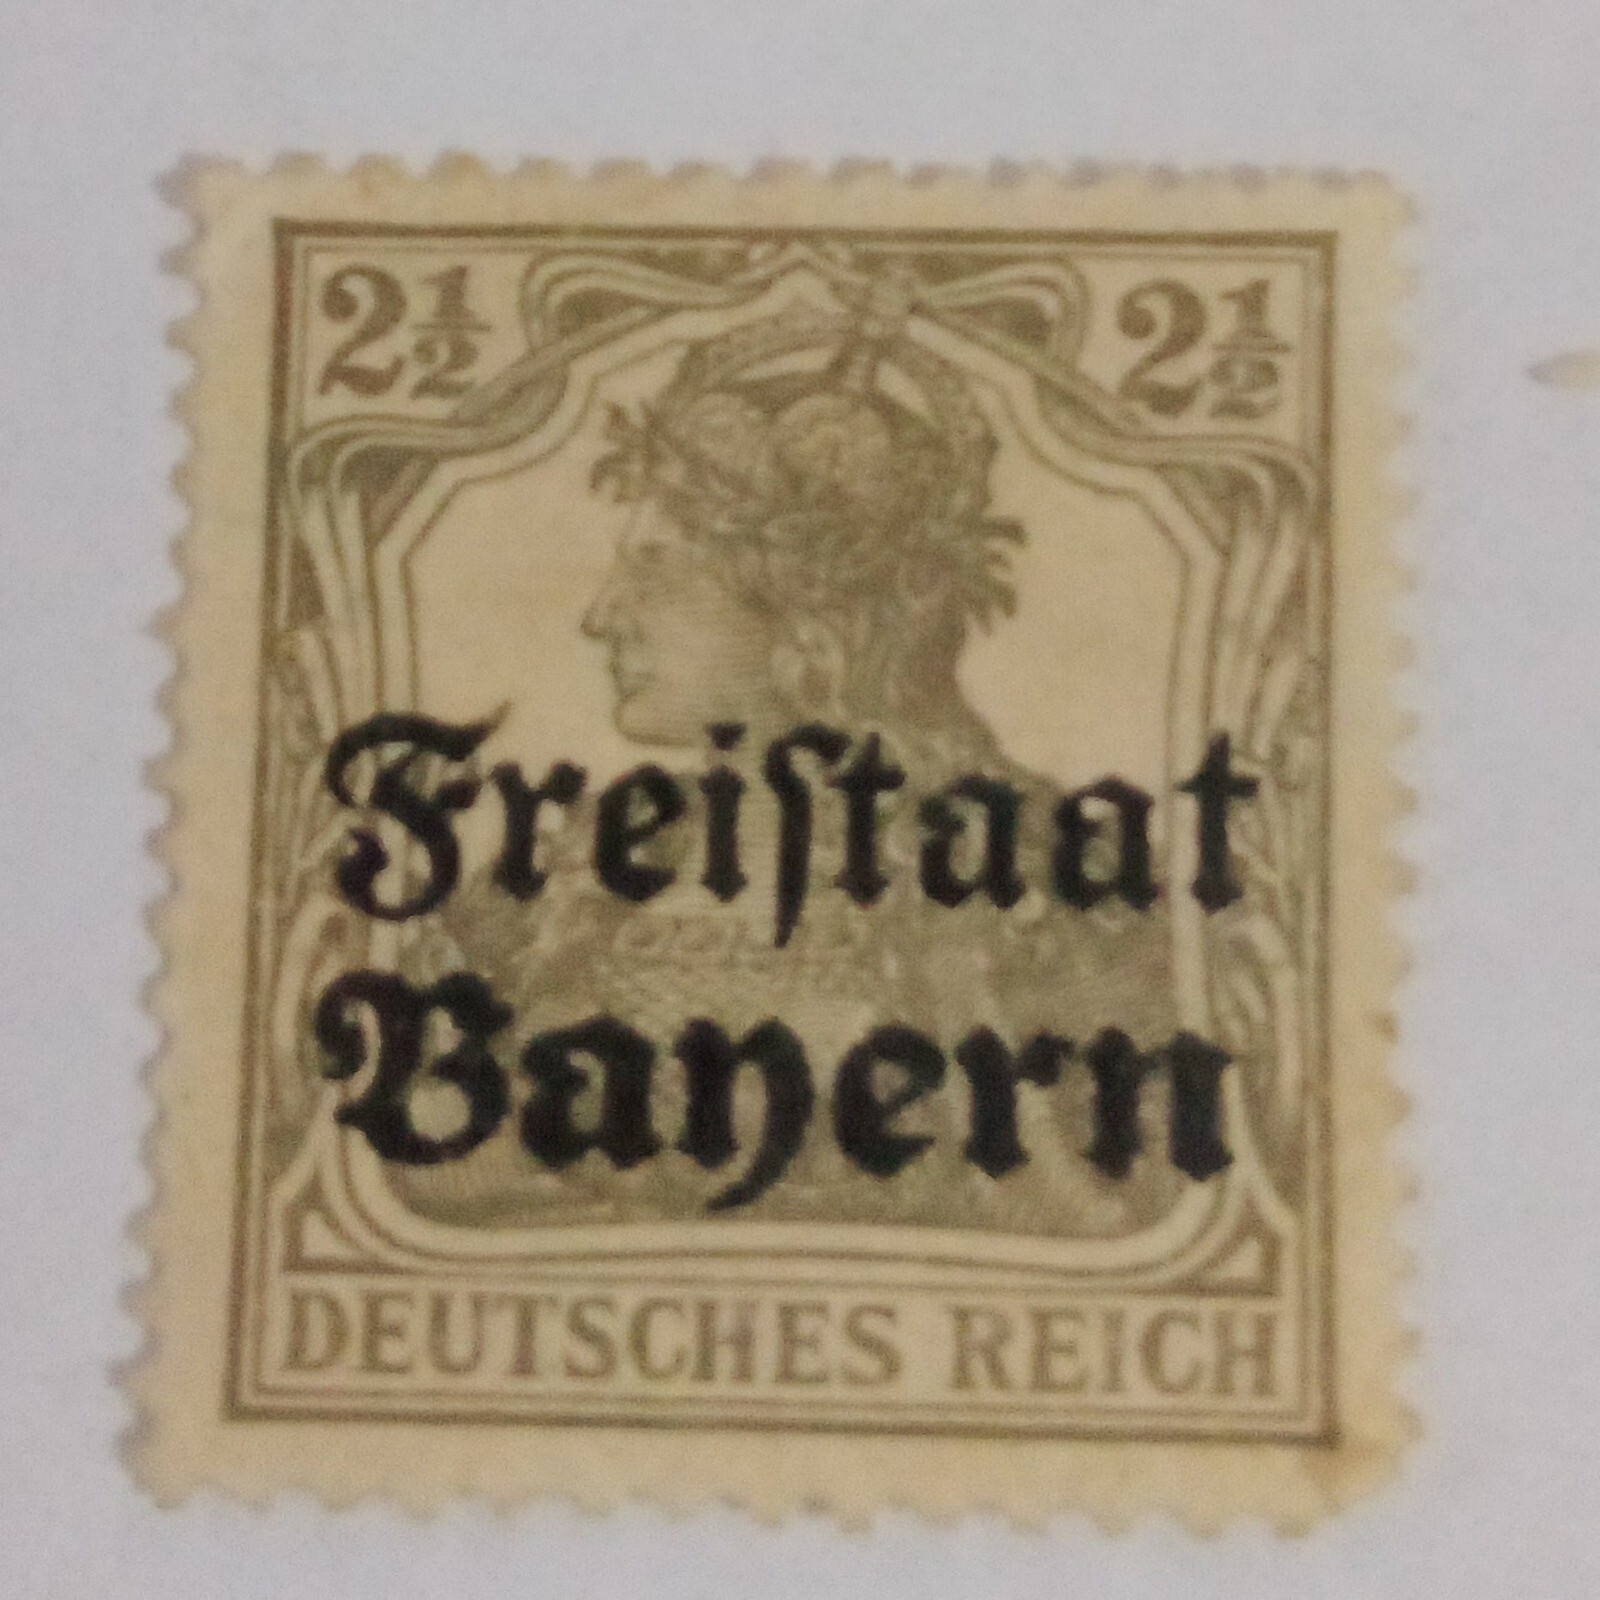 2½ 2½
Freiſtaat
Bayern
DEUTSCHES REICH